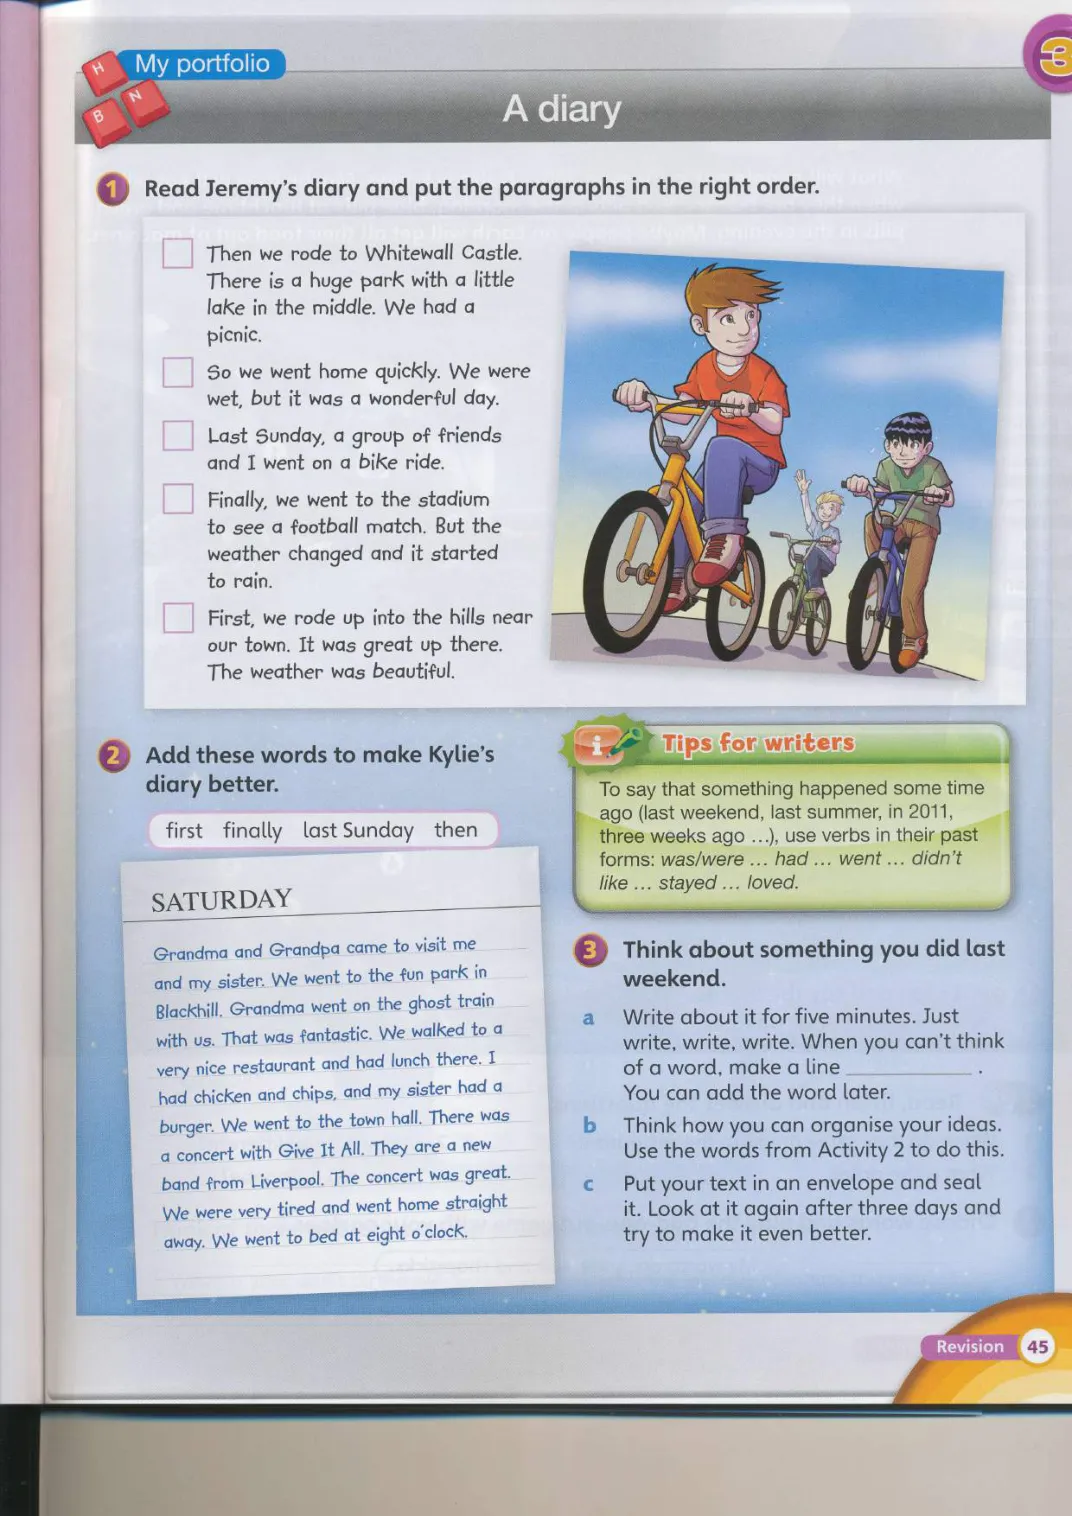 3
H
N
B
My portfolio
A diary
1 Read Jeremy's diary and put the paragraphs in the right order.
Then we rode to Whitewall Castle.
There is a huge park with a little
lake in the middle. We had a
picnic.
So we went home quickly. We were
wet, but it was a wonderful day.
Last Sunday, a group of friends
and I went on a bike ride.
Finally, we went to the stadium
to see a football match. But the
weather changed and it started
to rain.
First, we rode up into the hills near
our town. It was great up there.
The weather was beautiful.
2 Add these words to make Kylie's
diary better.
first finally last Sunday then
SATURDAY
Grandma and Grandpa came to visit me
and my sister. We went to the fun park in
Blackhill. Grandma went on the ghost train
with us. That was fantastic. We walked to a
very nice restaurant and had lunch there. I
had chicken and chips, and my sister had a
burger. We went to the town hall. There was
a concert with Give It All. They are a new
band from Liverpool. The concert was great.
We were very tired and went home straight
away. We went to bed at eight o'clock.
i Tips for writers
To say that something happened some time
ago (last weekend, last summer, in 2011,
three weeks ago ...), use verbs in their past
forms: was/were ... had ... went ... didn't
like ... stayed ... loved.
3 Think about something you did last
weekend.
a Write about it for five minutes. Just
write, write, write. When you can't think
of a word, make a line ____________ .
You can add the word later.
b Think how you can organise your ideas.
Use the words from Activity 2 to do this.
c Put your text in an envelope and seal
it. Look at it again after three days and
try to make it even better.
Revision 45